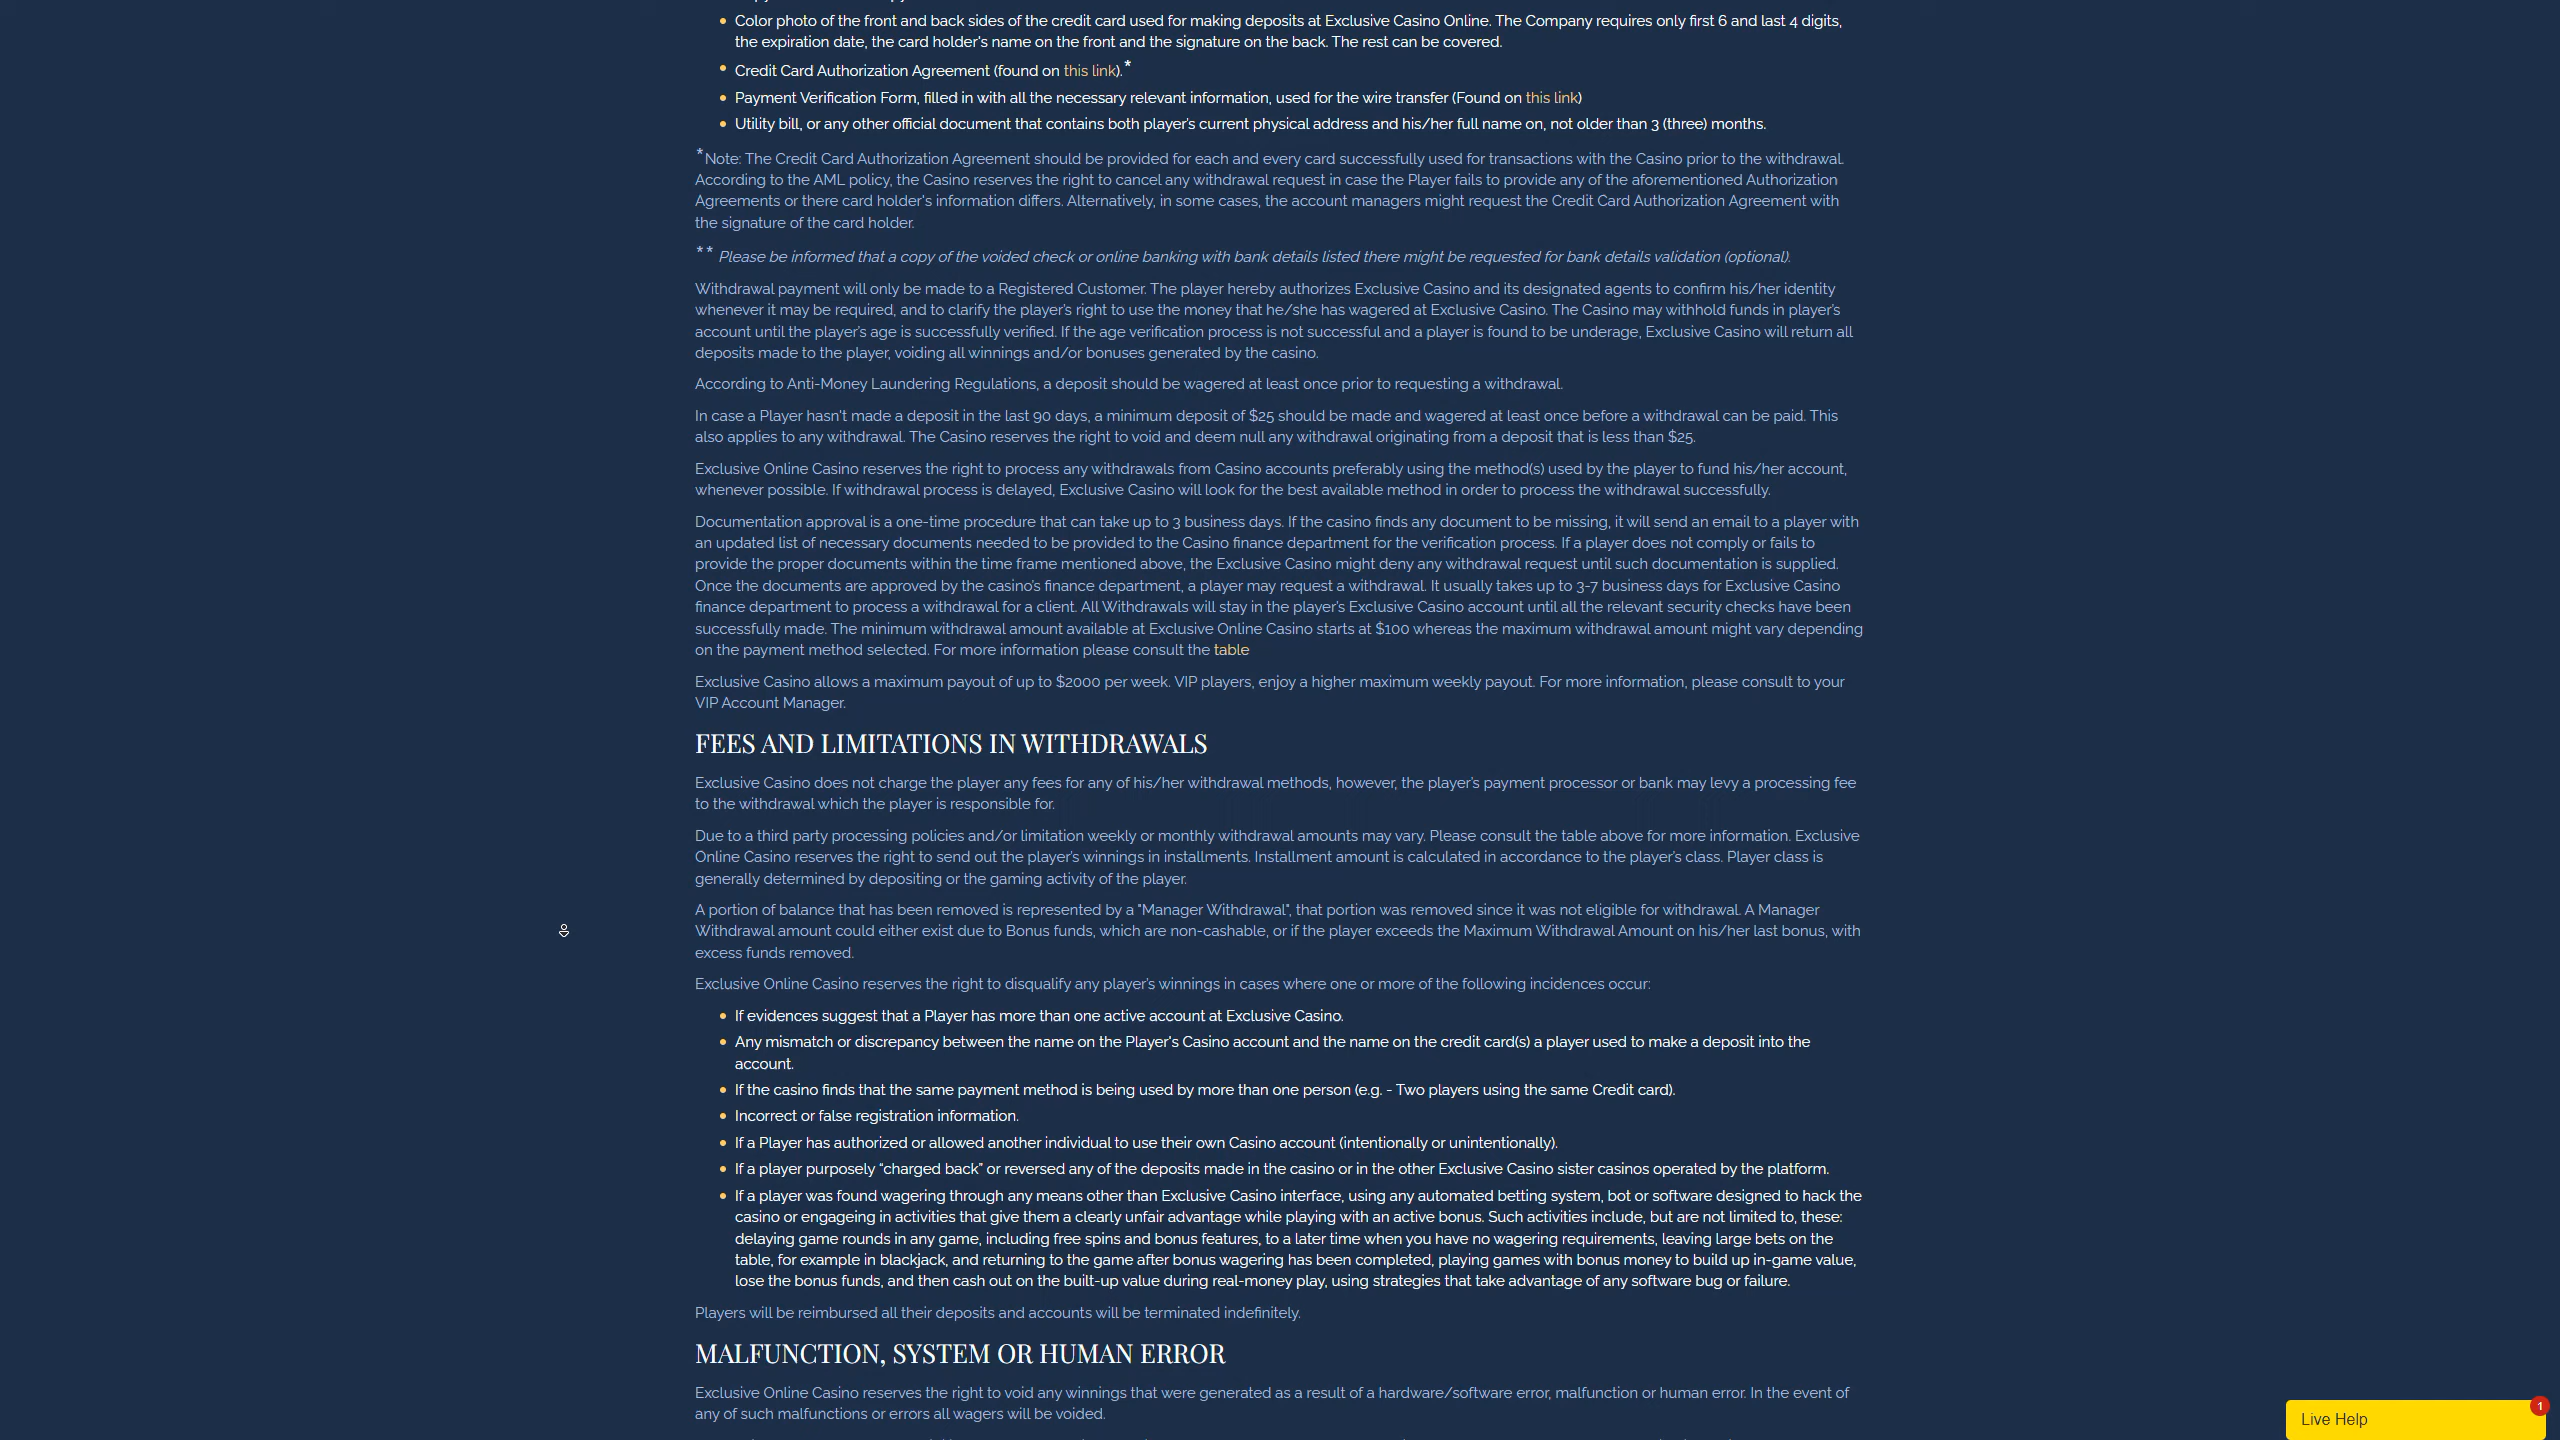 Color photo of the front and back sides of the credit card used for making deposits at Exclusive Casino Online. The Company requires only first 6 and last 4 digits,
the expiration date, the card holder's name on the front and the signature on the back. The rest can be covered.
Credit Card Authorization Agreement (found on this link).*
Payment Verification Form, filled in with all the necessary relevant information, used for the wire transfer (Found on this link)
Utility bill, or any other official document that contains both player's current physical address and his/her full name on, not older than 3 (three) months.
*Note: The Credit Card Authorization Agreement should be provided for each and every card successfully used for transactions with the Casino prior to the withdrawal.
According to the AML policy, the Casino reserves the right to cancel any withdrawal request in case the Player fails to provide any of the aforementioned Authorization
Agreements or there card holder's information differs. Alternatively, in some cases, the account managers might request the Credit Card Authorization Agreement with
the signature of the card holder.
** Please be informed that a copy of the voided check or online banking with bank details listed there might be requested for bank details validation (optional).
Withdrawal payment will only be made to a Registered Customer. The player hereby authorizes Exclusive Casino and its designated agents to confirm his/her identity
whenever it may be required, and to clarify the player's right to use the money that he/she has wagered at Exclusive Casino. The Casino may withhold funds in player's
account until the player's age is successfully verified. If the age verification process is not successful and a player is found to be underage, Exclusive Casino will return all
deposits made to the player, voiding all winnings and/or bonuses generated by the casino.
According to Anti-Money Laundering Regulations, a deposit should be wagered at least once prior to requesting a withdrawal.
In case a Player hasn't made a deposit in the last 90 days, a minimum deposit of $25 should be made and wagered at least once before a withdrawal can be paid. This
also applies to any withdrawal. The Casino reserves the right to void and deem null any withdrawal originating from a deposit that is less than $25.
Exclusive Online Casino reserves the right to process any withdrawals from Casino accounts preferably using the method(s) used by the player to fund his/her account,
whenever possible. If withdrawal process is delayed, Exclusive Casino will look for the best available method in order to process the withdrawal successfully.
Documentation approval is a one-time procedure that can take up to 3 business days. If the casino finds any document to be missing, it will send an email to a player with
an updated list of necessary documents needed to be provided to the Casino finance department for the verification process. If a player does not comply or fails to
provide the proper documents within the time frame mentioned above, the Exclusive Casino might deny any withdrawal request until such documentation is supplied.
Once the documents are approved by the casino's finance department, a player may request a withdrawal. It usually takes up to 3-7 business days for Exclusive Casino
finance department to process a withdrawal for a client. All Withdrawals will stay in the player's Exclusive Casino account until all the relevant security checks have been
successfully made. The minimum withdrawal amount available at Exclusive Online Casino starts at $100 whereas the maximum withdrawal amount might vary depending
on the payment method selected. For more information please consult the table
Exclusive Casino allows a maximum payout of up to $2000 per week. VIP players, enjoy a higher maximum weekly payout. For more information, please consult to your
VIP Account Manager.
FEES AND LIMITATIONS IN WITHDRAWALS
Exclusive Casino does not charge the player any fees for any of his/her withdrawal methods, however, the player's payment processor or bank may levy a processing fee
to the withdrawal which the player is responsible for.
Due to a third party processing policies and/or limitation weekly or monthly withdrawal amounts may vary. Please consult the table above for more information. Exclusive
Online Casino reserves the right to send out the player's winnings in installments. Installment amount is calculated in accordance to the player's class. Player class is
generally determined by depositing or the gaming activity of the player.
A portion of balance that has been removed is represented by a "Manager Withdrawal", that portion was removed since it was not eligible for withdrawal. A Manager
Withdrawal amount could either exist due to Bonus funds, which are non-cashable, or if the player exceeds the Maximum Withdrawal Amount on his/her last bonus, with
excess funds removed.
Exclusive Online Casino reserves the right to disqualify any player's winnings in cases where one or more of the following incidences occur:
If evidences suggest that a Player has more than one active account at Exclusive Casino.
Any mismatch or discrepancy between the name on the Player's Casino account and the name on the credit card(s) a player used to make a deposit into the
account.
If the casino finds that the same payment method is being used by more than one person (e.g. - Two players using the same Credit card).
Incorrect or false registration information.
If a Player has authorized or allowed another individual to use their own Casino account (intentionally or unintentionally).
If a player purposely “charged back” or reversed any of the deposits made in the casino or in the other Exclusive Casino sister casinos operated by the platform.
If a player was found wagering through any means other than Exclusive Casino interface, using any automated betting system, bot or software designed to hack the
casino or engageing in activities that give them a clearly unfair advantage while playing with an active bonus. Such activities include, but are not limited to, these:
delaying game rounds in any game, including free spins and bonus features, to a later time when you have no wagering requirements, leaving large bets on the
table, for example in blackjack, and returning to the game after bonus wagering has been completed, playing games with bonus money to build up in-game value,
lose the bonus funds, and then cash out on the built-up value during real-money play, using strategies that take advantage of any software bug or failure.
Players will be reimbursed all their deposits and accounts will be terminated indefinitely.
MALFUNCTION, SYSTEM OR HUMAN ERROR
Exclusive Online Casino reserves the right to void any winnings that were generated as a result of a hardware/software error, malfunction or human error. In the event of
any of such malfunctions or errors all wagers will be voided.
Live Help
1